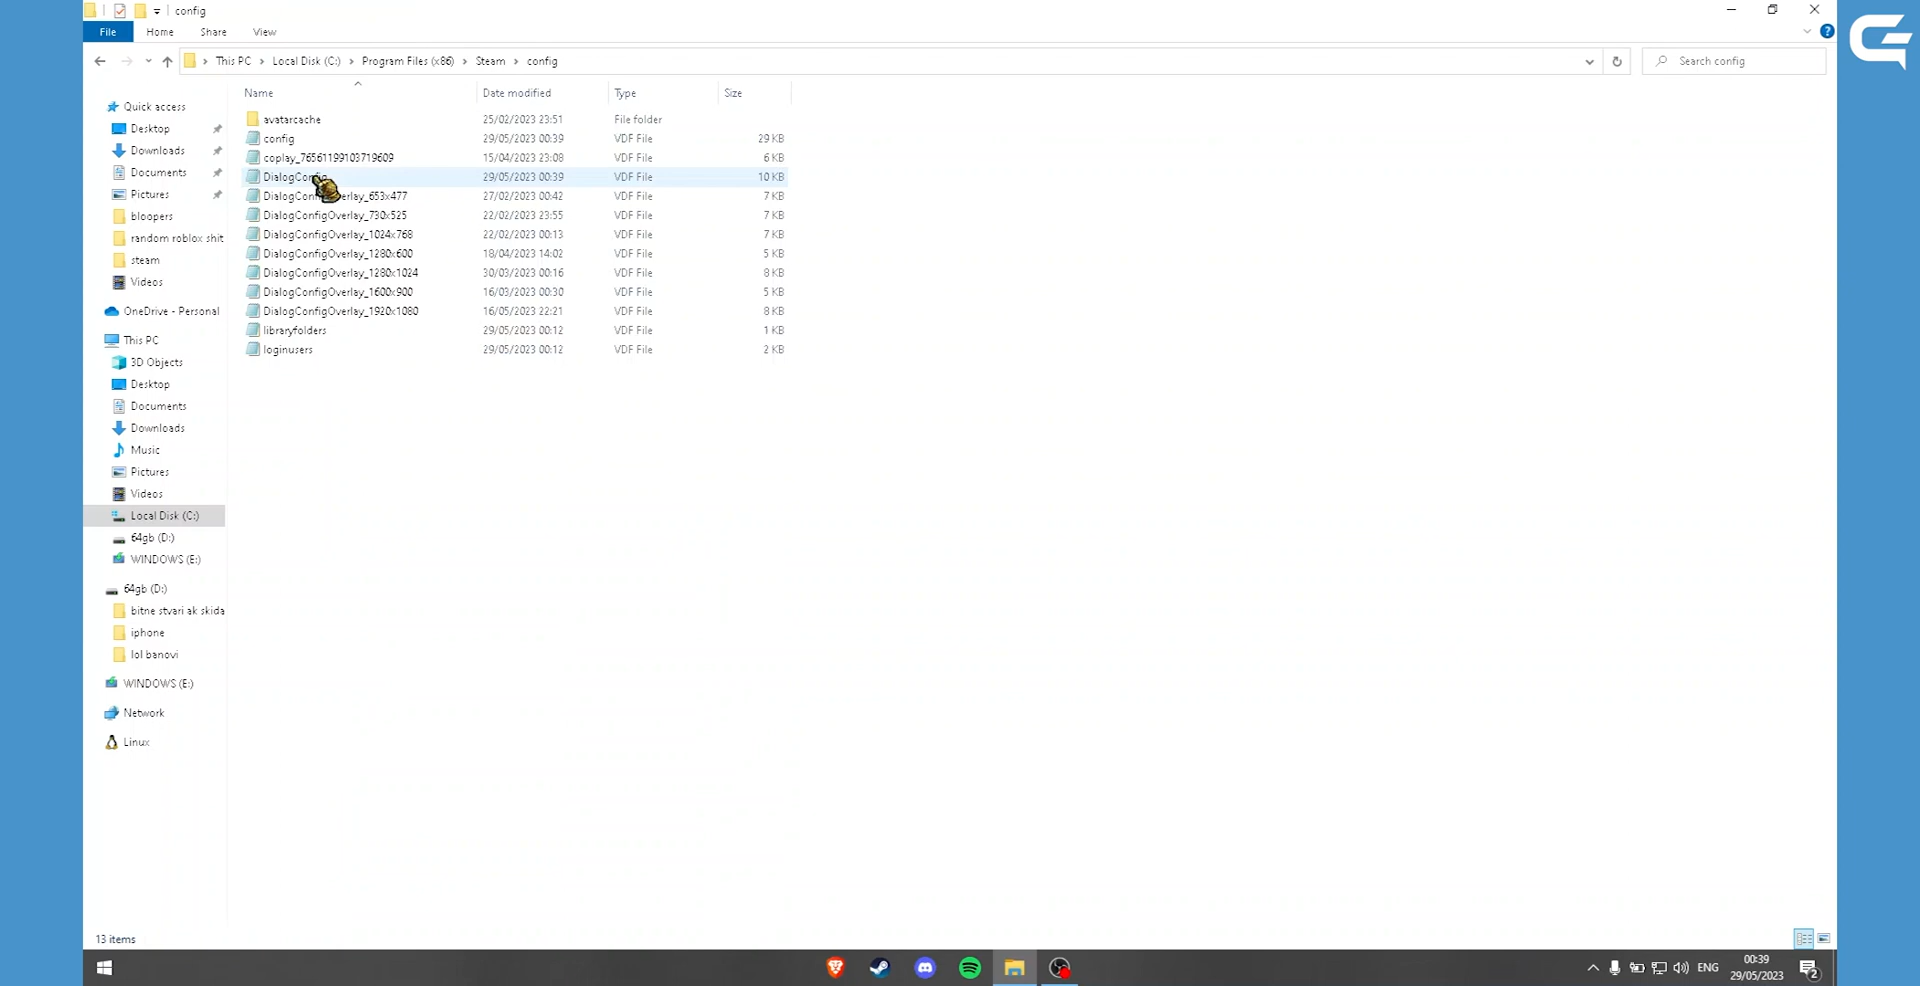 config
File Home Share View
This PC > Local Disk (C:) > Program Files (x86) > Steam > config
Search config
Name Date modified Type Size
avatarcache 25/02/2023 23:51 File folder
config 29/05/2023 00:39 VDF File 29 KB
coplay_76561199103719609 15/04/2023 23:08 VDF File 6 KB
DialogConfig 29/05/2023 00:39 VDF File 10 KB
DialogConfigOverlay_653x477 27/02/2023 00:42 VDF File 7 KB
DialogConfigOverlay_730x525 22/02/2023 23:55 VDF File 7 KB
DialogConfigOverlay_1024x768 22/02/2023 00:13 VDF File 7 KB
DialogConfigOverlay_1280x600 18/04/2023 14:02 VDF File 5 KB
DialogConfigOverlay_1280x1024 30/03/2023 00:16 VDF File 8 KB
DialogConfigOverlay_1600x900 16/03/2023 00:30 VDF File 5 KB
DialogConfigOverlay_1920x1080 16/05/2023 22:21 VDF File 8 KB
libraryfolders 29/05/2023 00:12 VDF File 1 KB
loginusers 29/05/2023 00:12 VDF File 2 KB
Quick access
Desktop
Downloads
Documents
Pictures
bloopers
random roblox shit
steam
Videos
OneDrive - Personal
This PC
3D Objects
Desktop
Documents
Downloads
Music
Pictures
Videos
Local Disk (C:)
64gb (D:)
WINDOWS (E:)
64gb (D:)
bitne stvari ak skida
iphone
lol banovi
WINDOWS (E:)
Network
Linux
13 items
ENG
00:39
29/05/2023
2